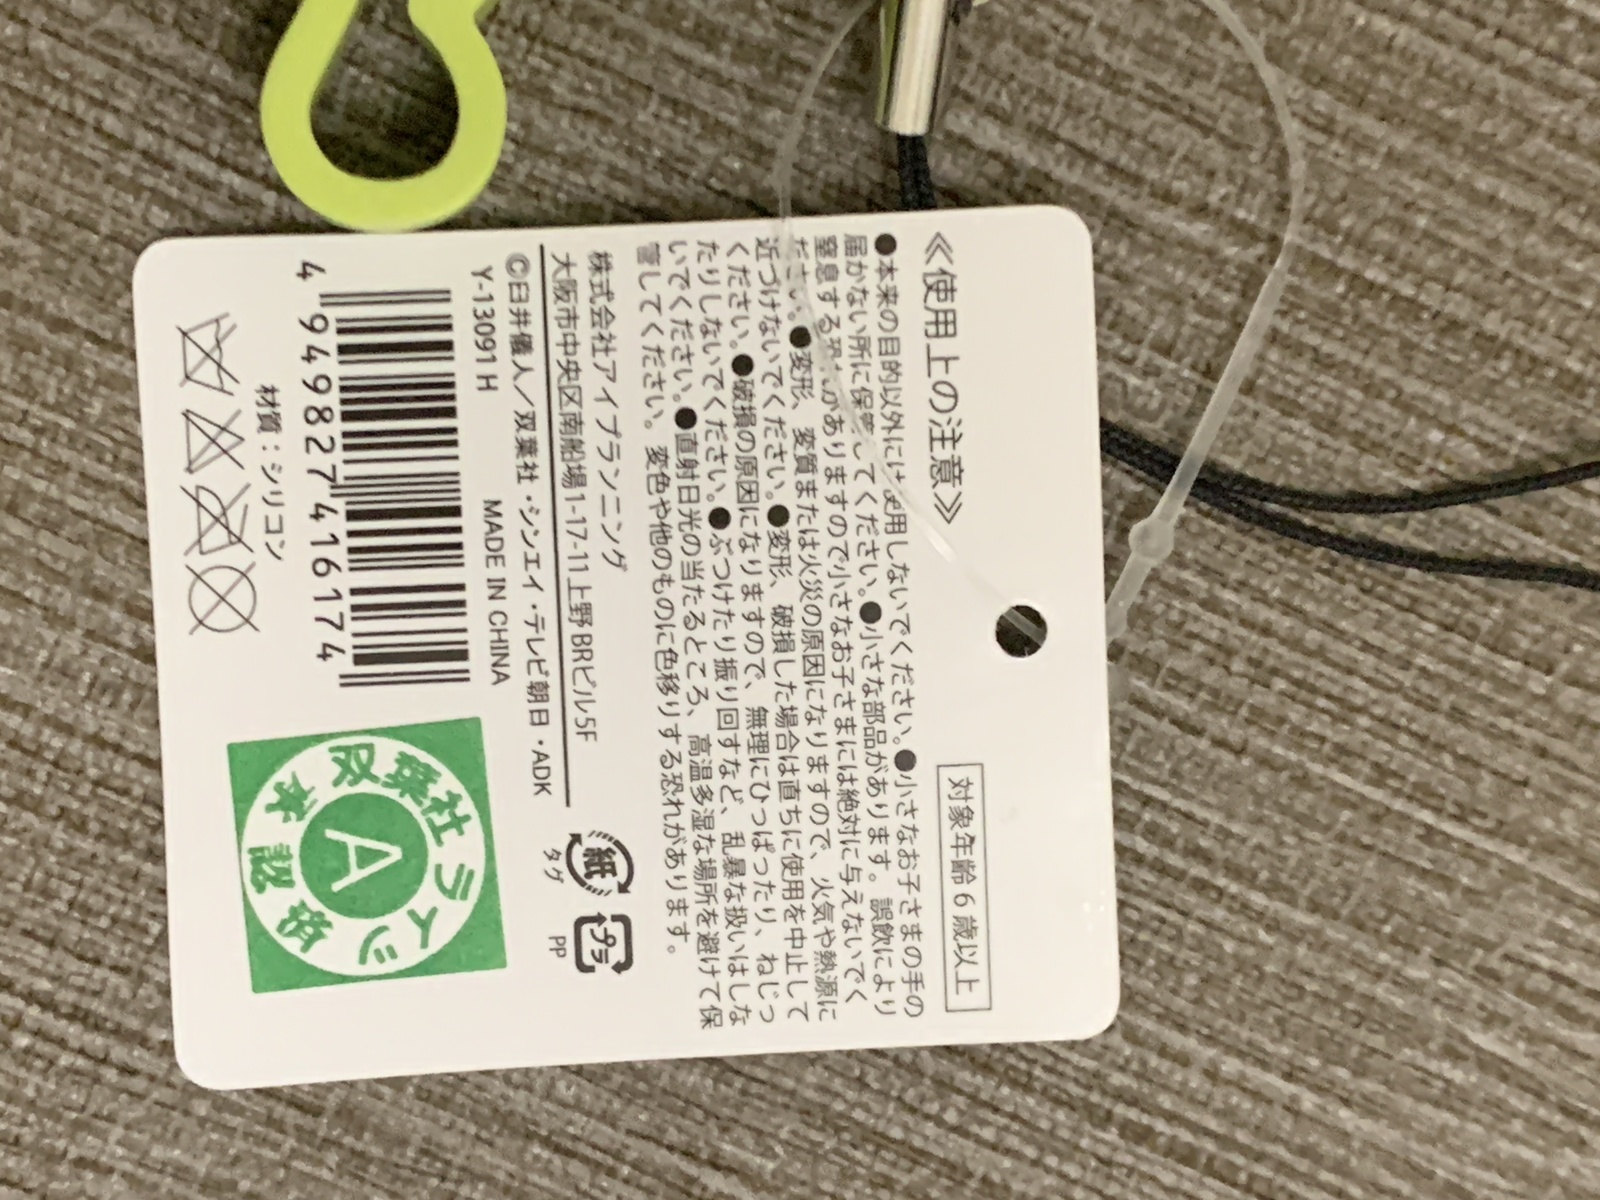 ≪使用上の注意≫
対象年齢6歳以上
●本来の目的以外には使用しないでください。●小さなお子さまの手の
届かない所に保管してください。●小さな部品があります。誤飲により
窒息する恐れがありますので小さなお子さまには絶対に与えないでく
ださい。●変形、変質または火災の原因になりますので、火気や熱源に
近づけないでください。●変形、破損した場合は直ちに使用を中止して
ください。●破損の原因になりますので、無理にひっぱったり、ねじっ
たりしないでください。●ぶつけたり振り回すなど、乱暴な扱いはしな
いでください。●直射日光の当たるところ、高温多湿な場所を避けて保
管してください。変色や他のものに色移りする恐れがあります。
株式会社アイプランニング
大阪市中央区南船場1-17-11上野BRビル5F
紙
タグ
プラ
PP
©臼井儀人/双葉社・シンエイ・テレビ朝日・ADK
Y-13091H
MADE IN CHINA
4 949827 416174
材質:シリコン
双葉社ライツ
A
承認